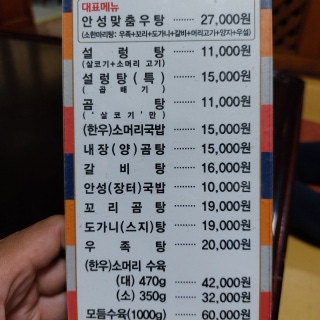 대표메뉴
안성맞춤우탕 ········ 27,000원
(소한마리탕: 우족+꼬리+도가니+갈비+머리고기+양지+우설)
설렁탕 ········ 11,000원
(살코기+소머리 고기)
설렁탕(특) ········ 15,000원
(곱빼기)
곰탕 ········ 11,000원
('살코기'만)
(한우)소머리국밥 ········ 15,000원
내장(양)곰탕 ········ 15,000원
갈비탕 ········ 16,000원
안성(장터)국밥 ········ 10,000원
꼬리곰탕 ········ 19,000원
도가니(스지)탕 ········ 19,000원
우족탕 ········ 20,000원
(한우)소머리 수육
(대) 470g ········ 42,000원
(소) 350g ········ 32,000원
모듬수육(1000g) ········ 60,000원